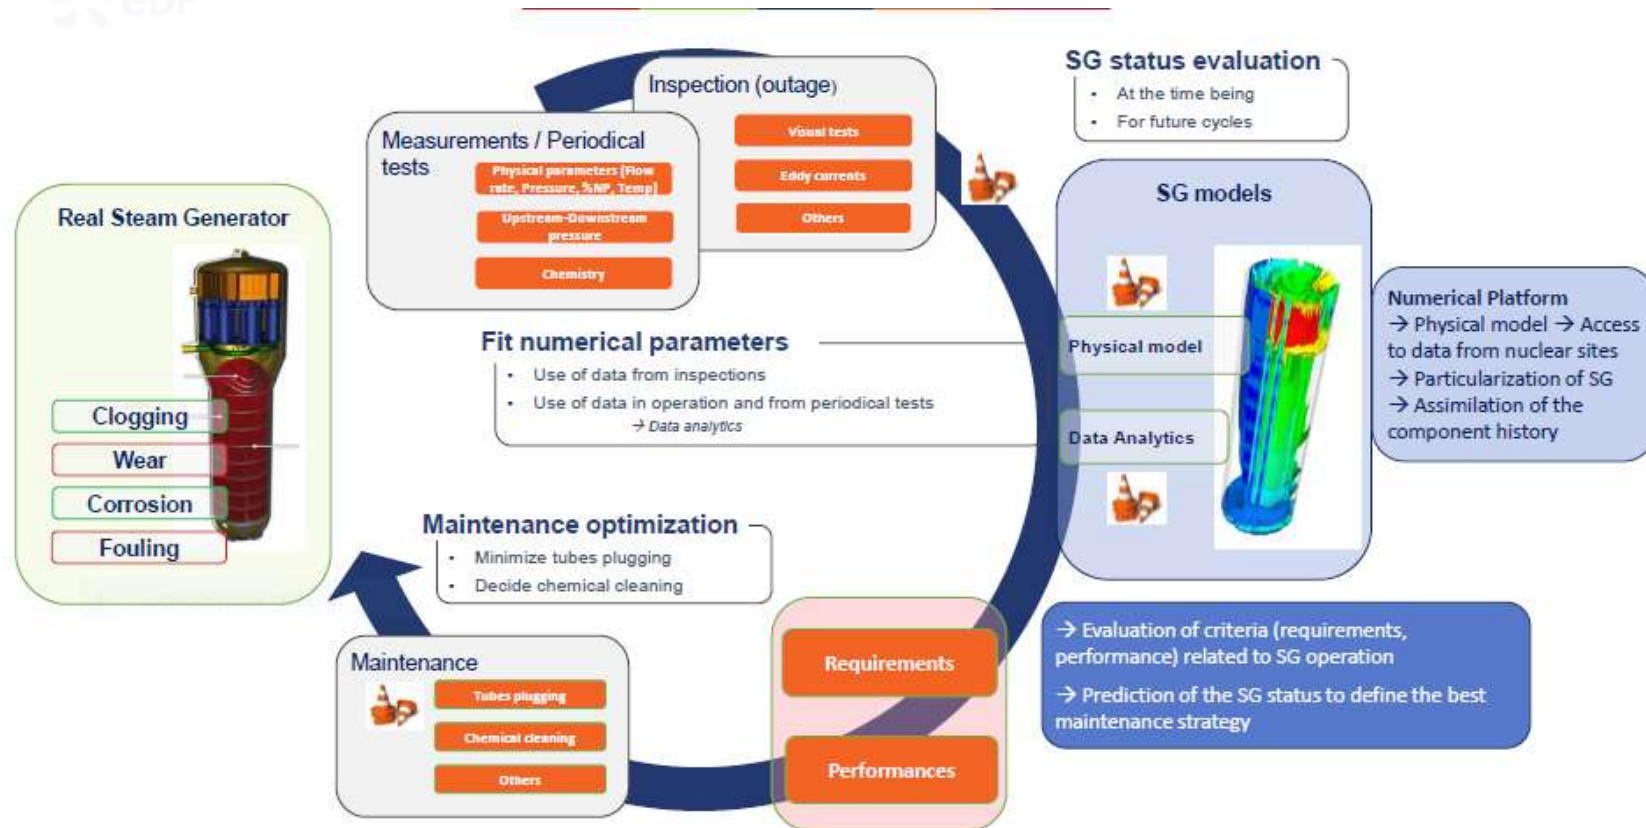 edf
Inspection (outage)
Visual tests
Eddy currents
Others
Measurements / Periodical
tests
Physical parameters (Flow
rate, Pressure, %NP, Temp)
Upstream-Downstream
pressure
Chemistry
SG status evaluation
• At the time being
• For future cycles
Real Steam Generator
Clogging
Wear
Corrosion
Fouling
SG models
Physical model
Data Analytics
Numerical Platform
→ Physical model → Access
to data from nuclear sites
→ Particularization of SG
→ Assimilation of the
component history
Fit numerical parameters
• Use of data from inspections
• Use of data in operation and from periodical tests
→ Data analytics
Maintenance optimization
• Minimize tubes plugging
• Decide chemical cleaning
Maintenance
Tubes plugging
Chemical cleaning
Others
Requirements
Performances
→ Evaluation of criteria (requirements,
performance) related to SG operation
→ Prediction of the SG status to define the best
maintenance strategy